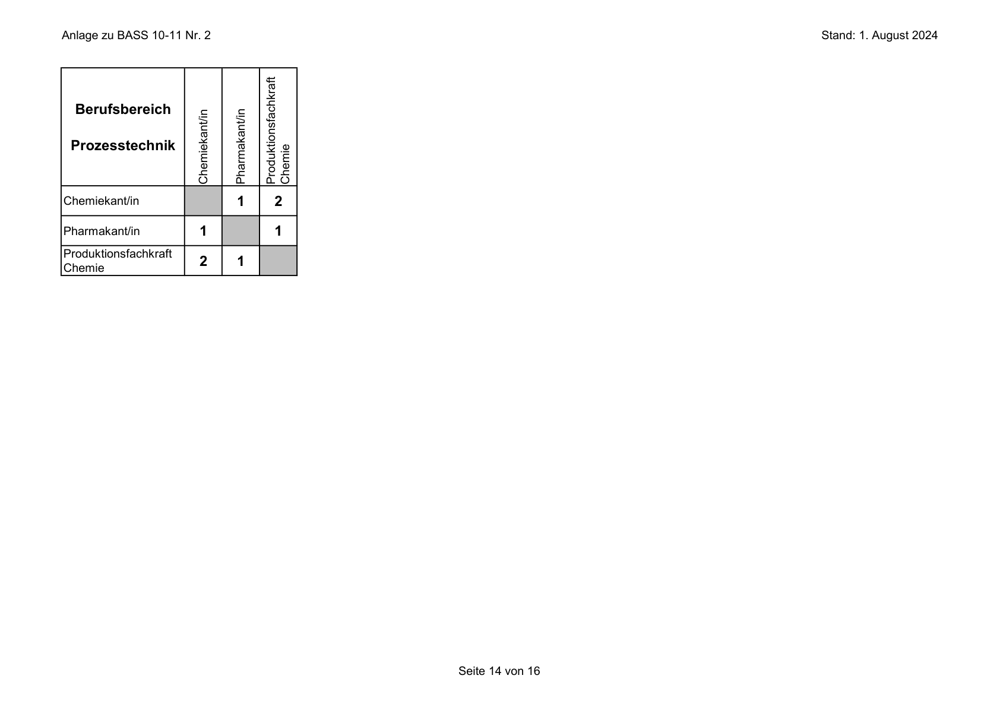 Anlage zu BASS 10-11 Nr. 2
Stand: 1. August 2024
Berufsbereich
Prozesstechnik
Chemiekant/in
Pharmakant/in
Produktionsfachkraft
Chemie
Chemiekant/in
1
2
Pharmakant/in
1
1
Produktionsfachkraft
Chemie
2
1
Seite 14 von 16